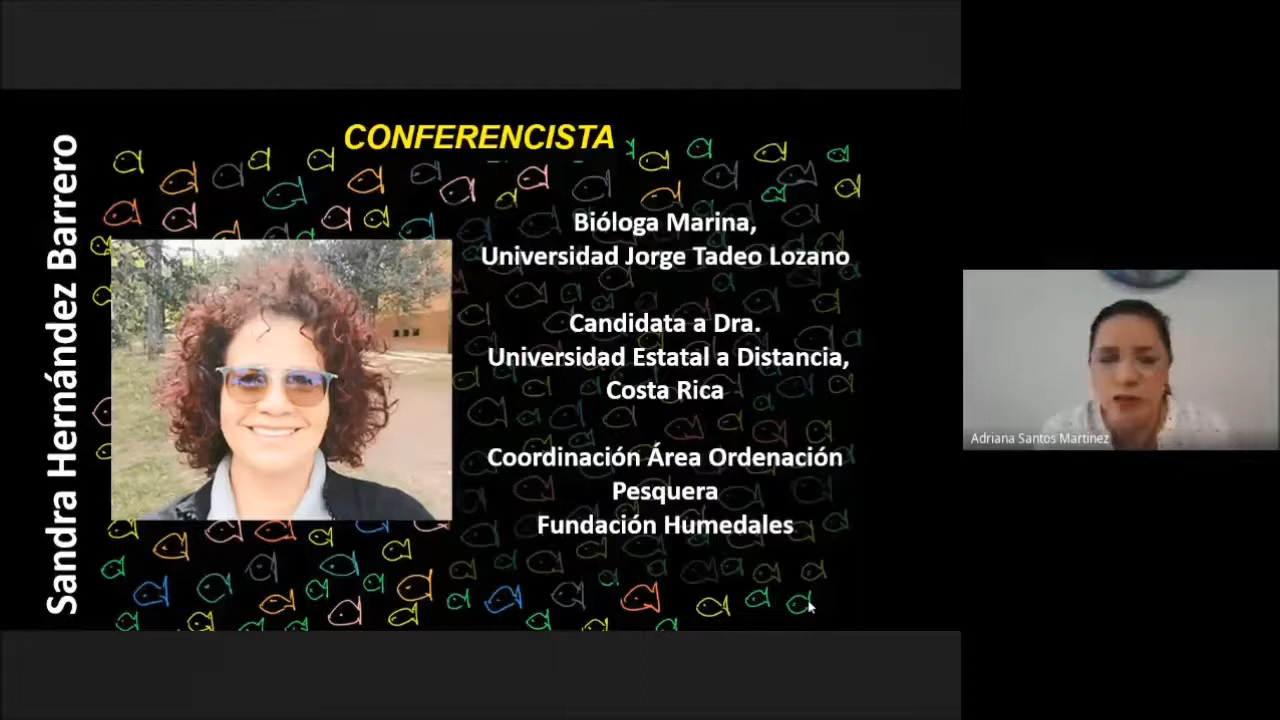 CONFERENCISTA
Sandra Hernández Barrero
Bióloga Marina,
Universidad Jorge Tadeo Lozano
Candidata a Dra.
Universidad Estatal a Distancia,
Costa Rica
Coordinación Área Ordenación
Pesquera
Fundación Humedales
Adriana Santos Martinez